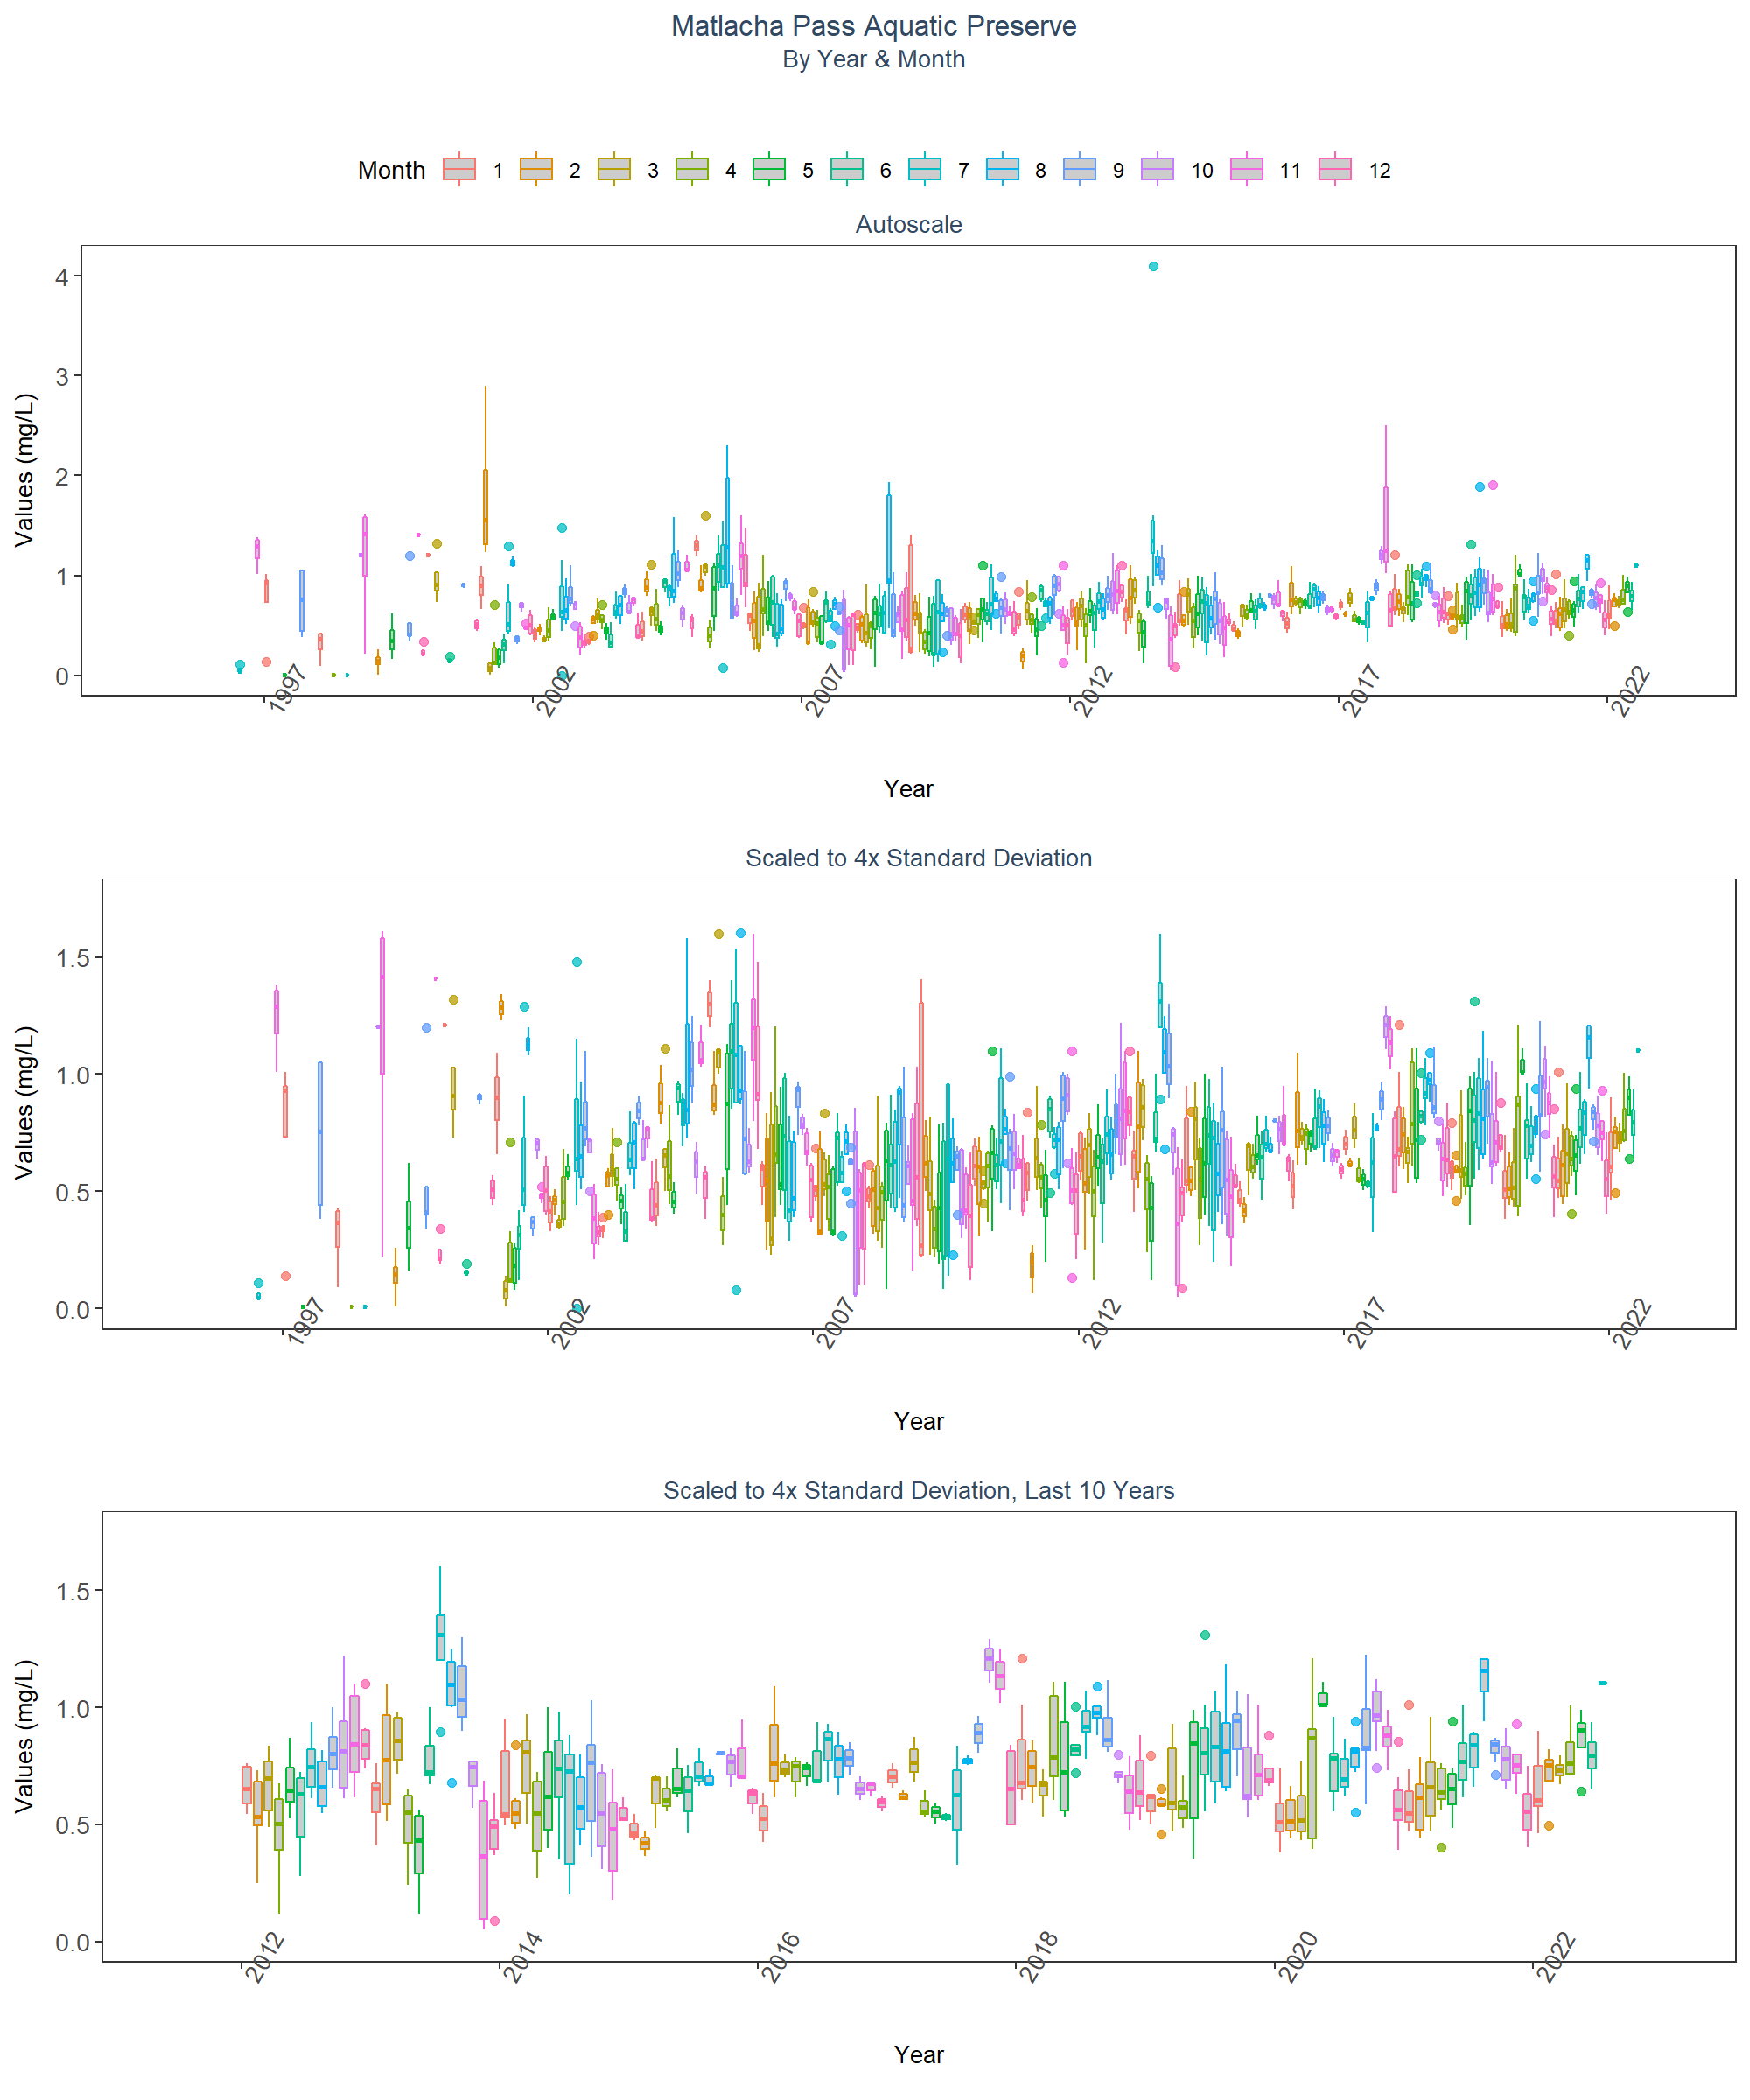 Matlacha Pass Aquatic Preserve
By Year & Month
Month 1 2 3 4 5 6 7 8 9 10 11 12
Autoscale
Values (mg/L)
4
3
2
1
0
1997 2002 2007 2012 2017 2022
Year
Scaled to 4x Standard Deviation
Values (mg/L)
1.5
1.0
0.5
0.0
1997 2002 2007 2012 2017 2022
Year
Scaled to 4x Standard Deviation, Last 10 Years
Values (mg/L)
1.5
1.0
0.5
0.0
2012 2014 2016 2018 2020 2022
Year